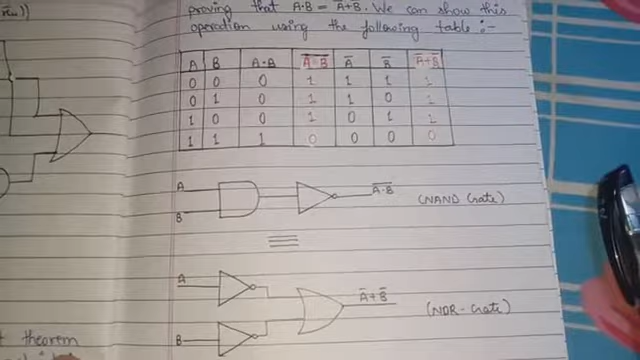 proving that A·B = A̅+B̅. We can show this
operation using the following table :-
A B A·B \overline{A·B} A̅ B̅ A̅+B̅
0 0 0 1 1 1 1
0 1 0 1 1 0 1
1 0 0 1 0 1 1
1 1 1 0 0 0 0
A
B
\overline{A·B}
(NAND Gate)
A
B
A̅+B̅
(NOR-Gate)
theorem